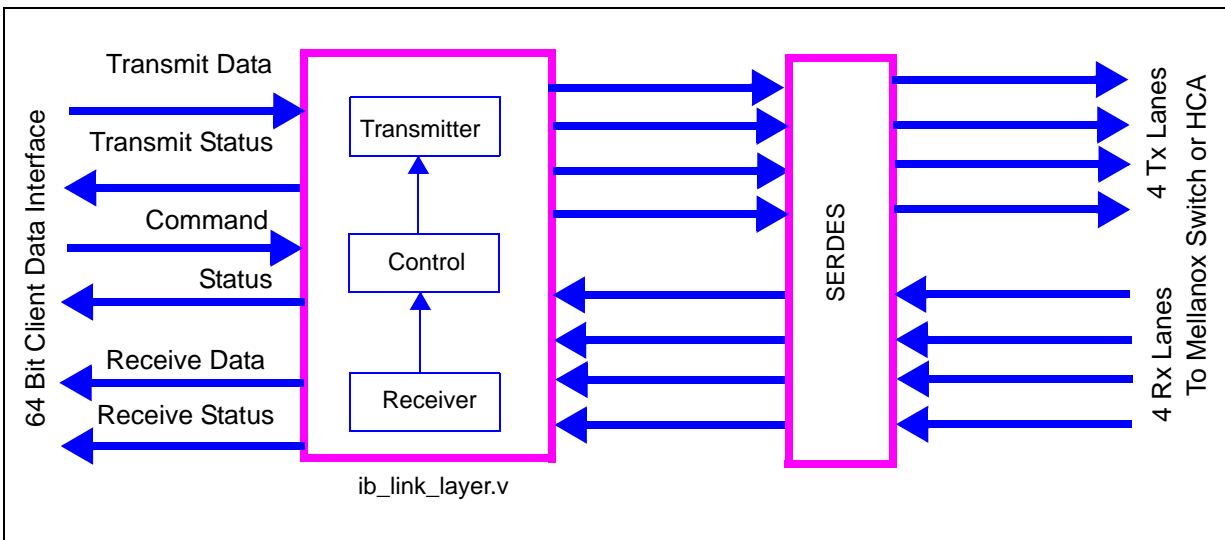 64 Bit Client Data Interface
Transmit Data
Transmit Status
Command
Status
Receive Data
Receive Status
Transmitter
Control
Receiver
ib_link_layer.v
SERDES
4 Tx Lanes
4 Rx Lanes
To Mellanox Switch or HCA